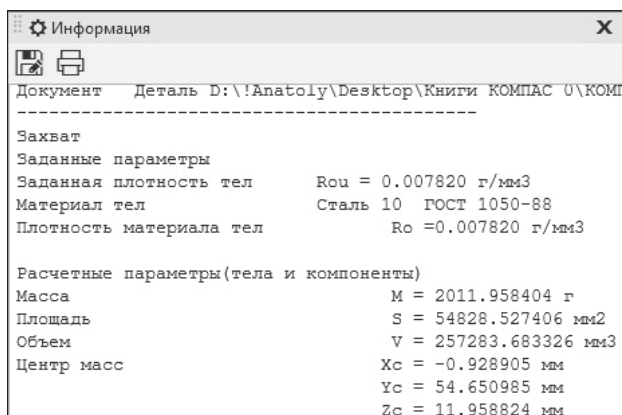 Информация
Документ Деталь D:\!Anatoly\Desktop\Книги КОМПАС 0\КОМП
--------------------------------------------
Захват
Заданные параметры
Заданная плотность тел Rou = 0.007820 г/мм3
Материал тел Сталь 10 ГОСТ 1050-88
Плотность материала тел Ro =0.007820 г/мм3
Расчетные параметры(тела и компоненты)
Масса M = 2011.958404 г
Площадь S = 54828.527406 мм2
Объем V = 257283.683326 мм3
Центр масс Xc = -0.928909 мм
Yc = 54.650985 мм
Zc = 11.958824 мм